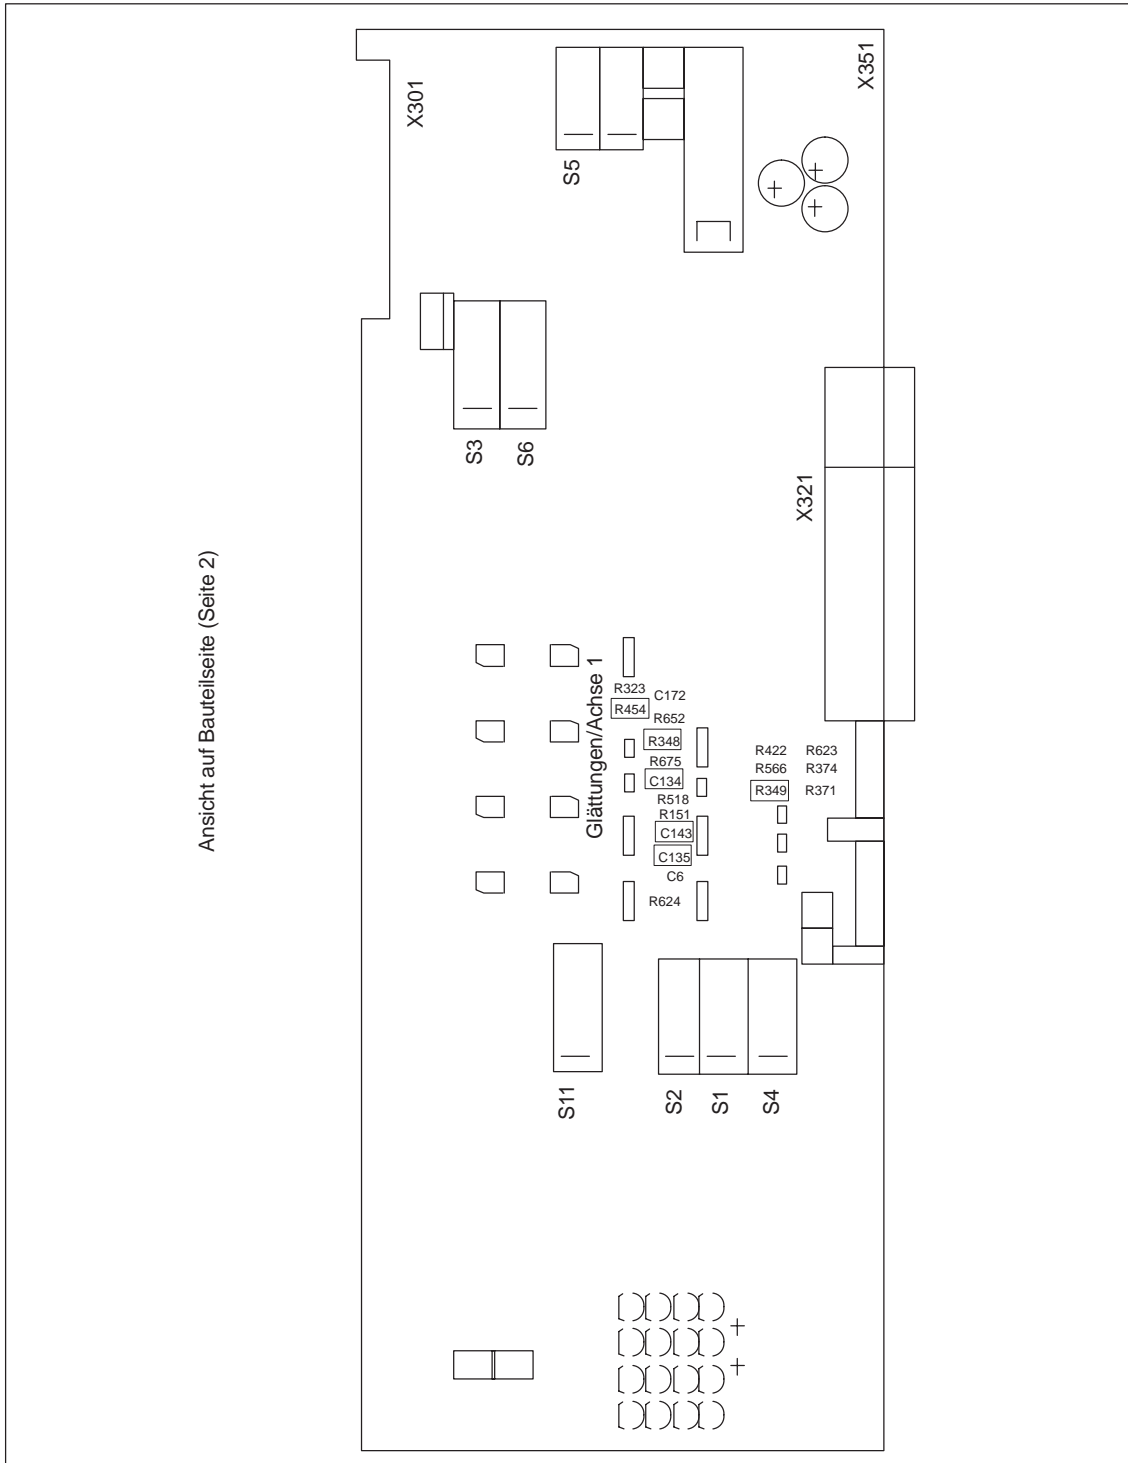 X301
X351
S5
S3
S6
X321
Ansicht auf Bauteilseite (Seite 2)
Glättungen/Achse 1
R323
C172
R454
R652
R348
R675
C134
R518
R151
C143
C135
C6
R624
R422 R623
R566 R374
R349 R371
S11
S2
S1
S4